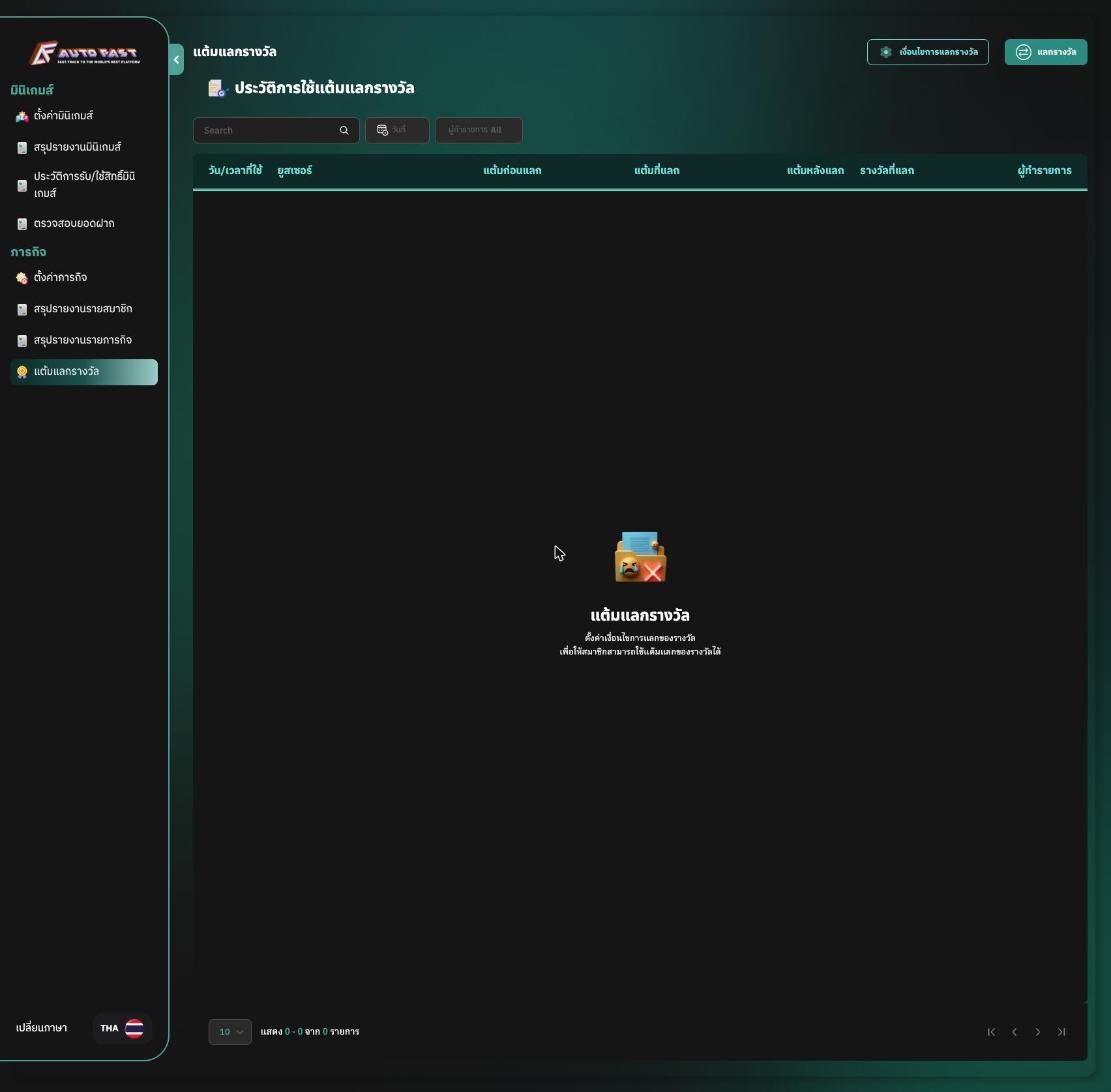 AUTO FAST
FAST TRACK TO THE WORLD'S BEST PLATFORM
มินิเกมส์
ตั้งค่ามินิเกมส์
สรุปรายงานมินิเกมส์
ประวัติการรับ/ใช้สิทธิ์มินิ
เกมส์
ตรวจสอบยอดฝาก
ภารกิจ
ตั้งค่าภารกิจ
สรุปรายงานรายสมาชิก
สรุปรายงานรายภารกิจ
แต้มแลกรางวัล
เปลี่ยนภาษา THA
แต้มแลกรางวัล
เงื่อนไขการแลกรางวัล แลกรางวัล
ประวัติการใช้แต้มแลกรางวัล
Search วันที่ ผู้ทำรายการ All
วัน/เวลาที่ใช้ ยูสเซอร์ แต้มก่อนแลก แต้มที่แลก แต้มหลังแลก รางวัลที่แลก ผู้ทำรายการ
แต้มแลกรางวัล
ตั้งค่าเงื่อนไขการแลกของรางวัล
เพื่อให้สมาชิกสามารถใช้แต้มแลกของรางวัลได้
10 แสดง 0 - 0 จาก 0 รายการ